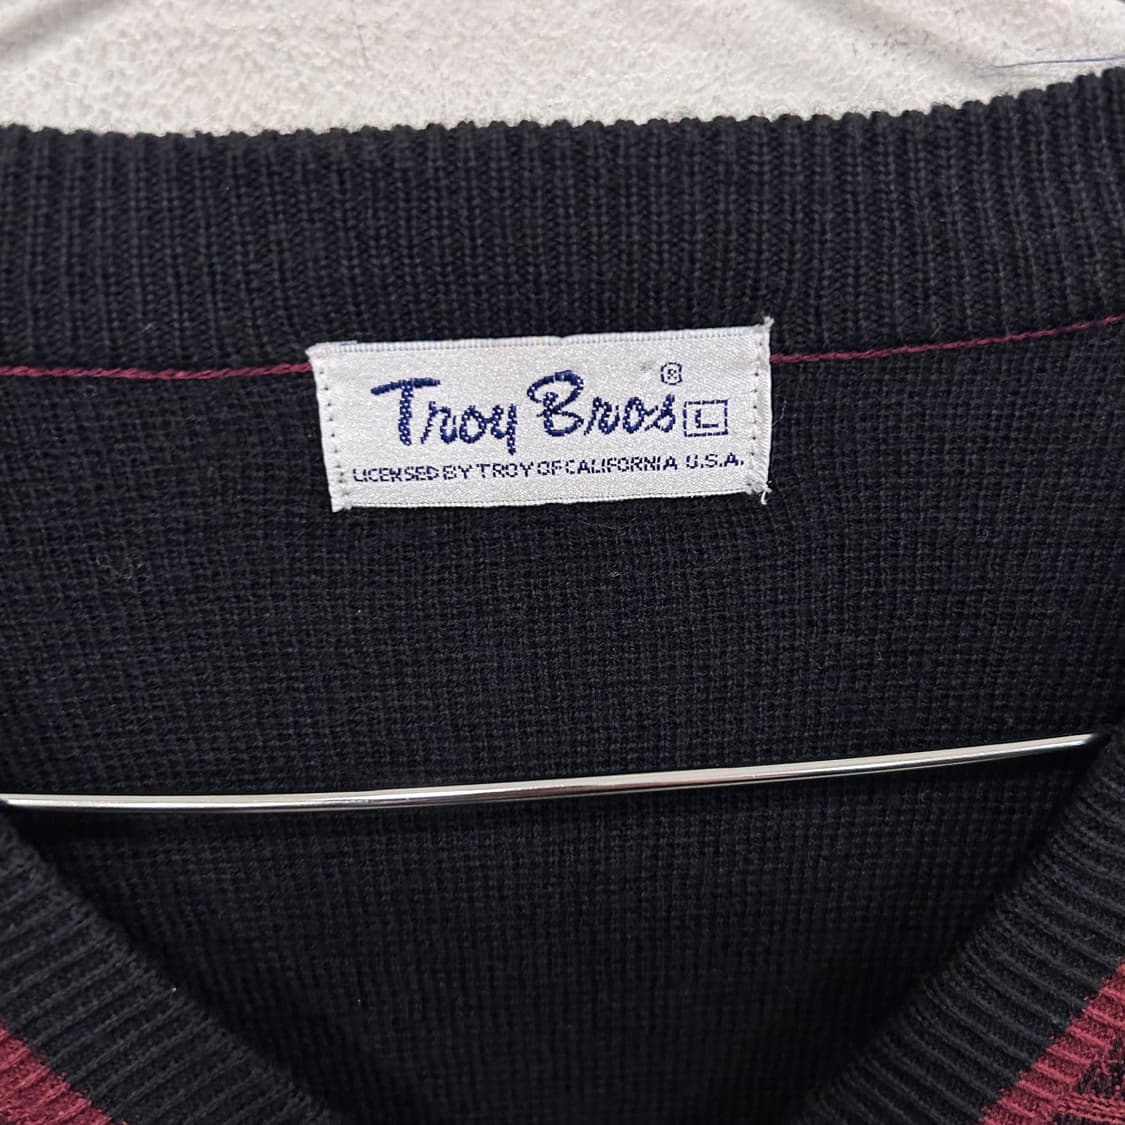 Troy Bros® L
LICENSED BY TROY OF CALIFORNIA U.S.A.